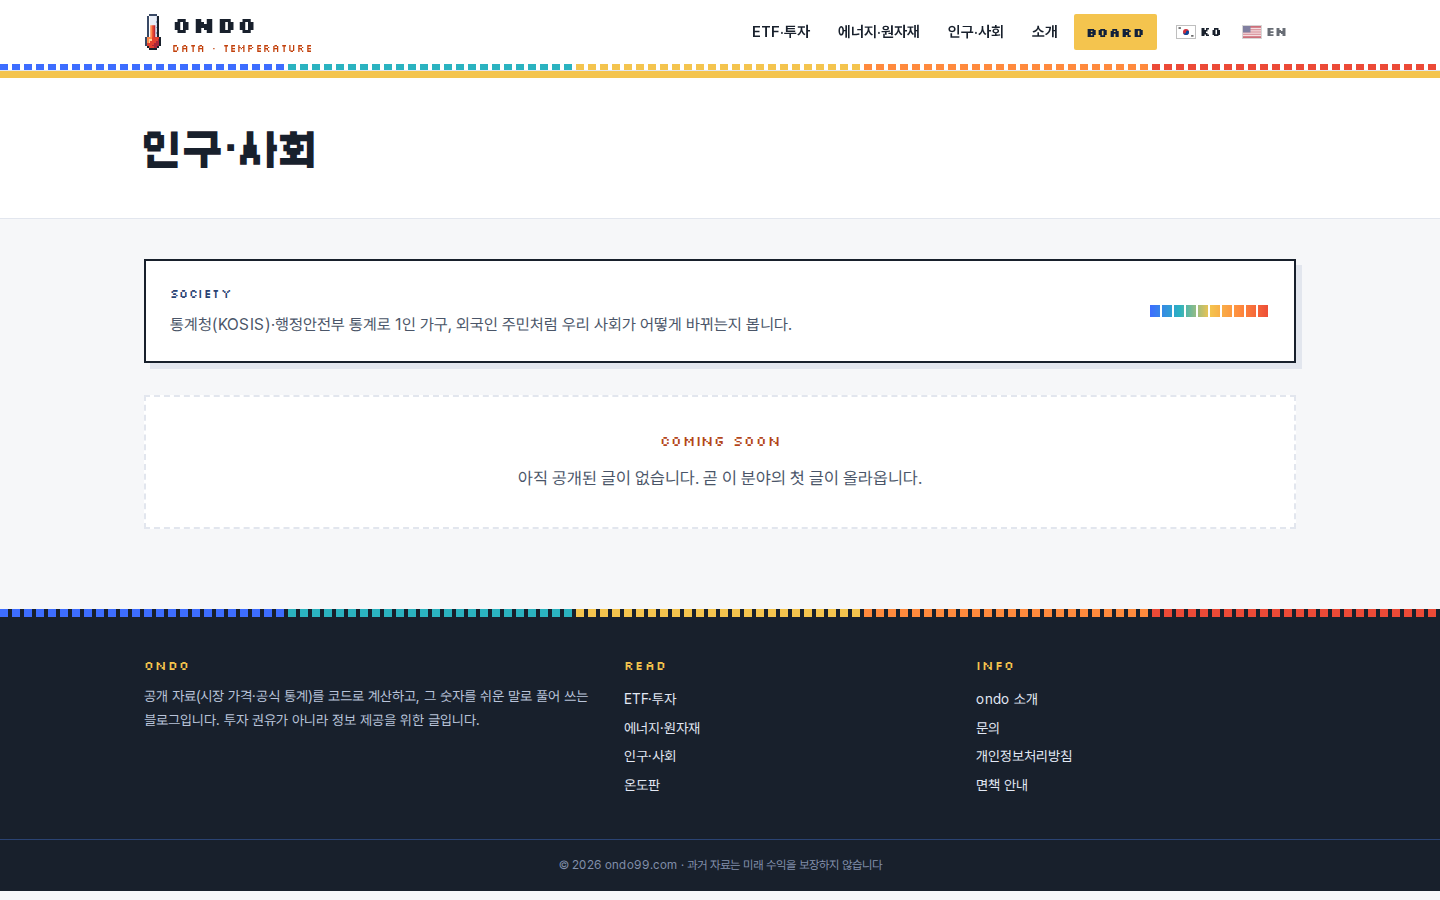 ONDO
DATA · TEMPERATURE
ETF·투자
에너지·원자재
인구·사회
소개
BOARD
KO
EN
인구·사회
SOCIETY
통계청(KOSIS)·행정안전부 통계로 1인 가구, 외국인 주민처럼 우리 사회가 어떻게 바뀌는지 봅니다.
COMING SOON
아직 공개된 글이 없습니다. 곧 이 분야의 첫 글이 올라옵니다.
ONDO
공개 자료(시장 가격·공식 통계)를 코드로 계산하고, 그 숫자를 쉬운 말로 풀어 쓰는
블로그입니다. 투자 권유가 아니라 정보 제공을 위한 글입니다.
READ
ETF·투자
에너지·원자재
인구·사회
온도판
INFO
ondo 소개
문의
개인정보처리방침
면책 안내
© 2026 ondo99.com · 과거 자료는 미래 수익을 보장하지 않습니다